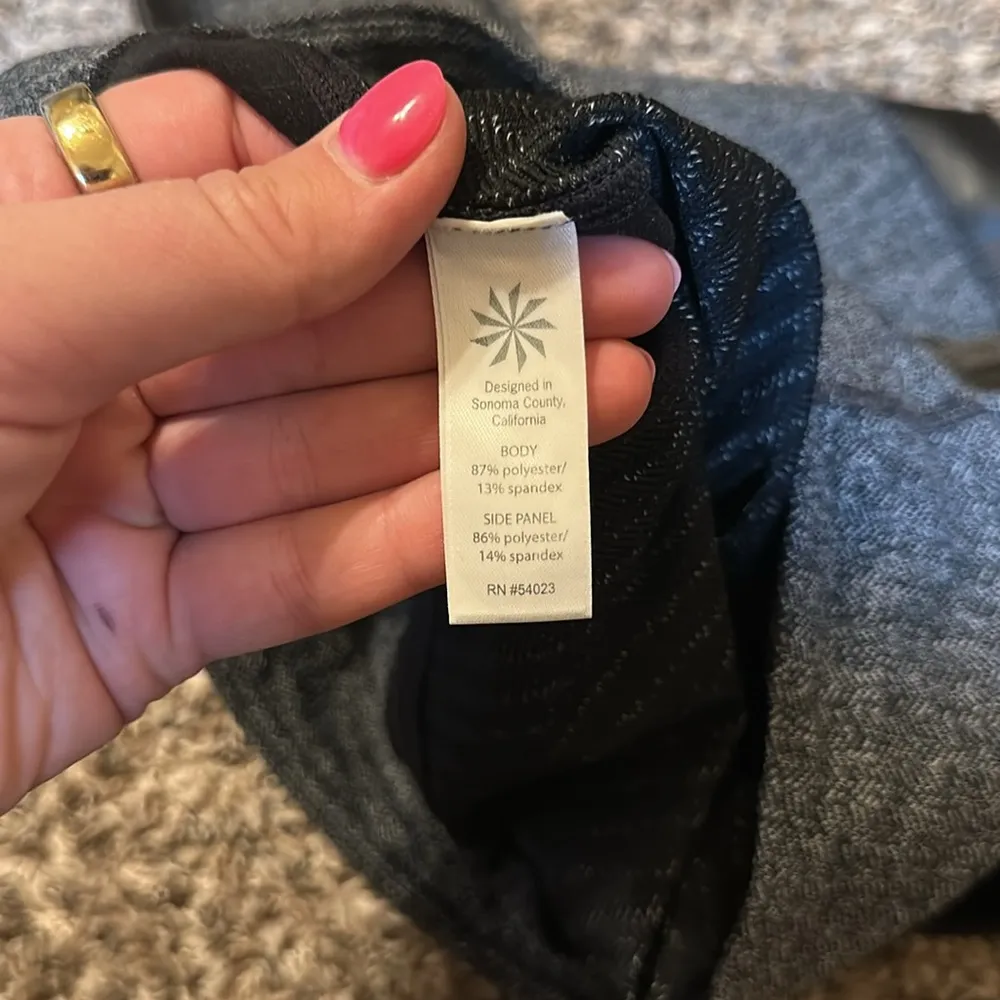 Designed in
Sonoma County,
California
BODY
87% polyester/
13% spandex
SIDE PANEL
86% polyester/
14% spandex
RN #54023